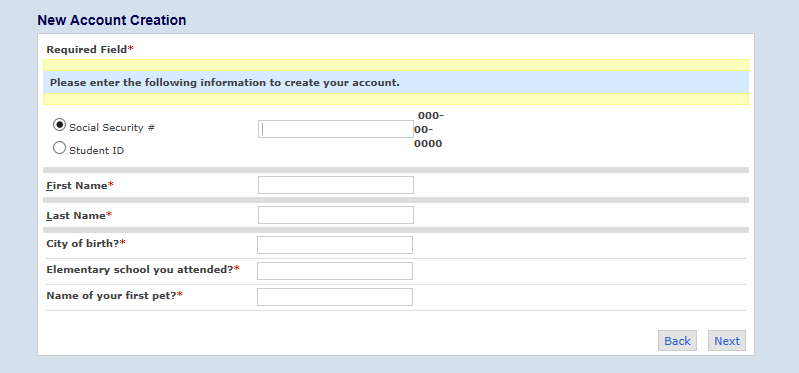 New Account Creation
Required Field*
Please enter the following information to create your account.
Social Security #
000-
00-
0000
Student ID
First Name*
Last Name*
City of birth?*
Elementary school you attended?*
Name of your first pet?*
Back Next